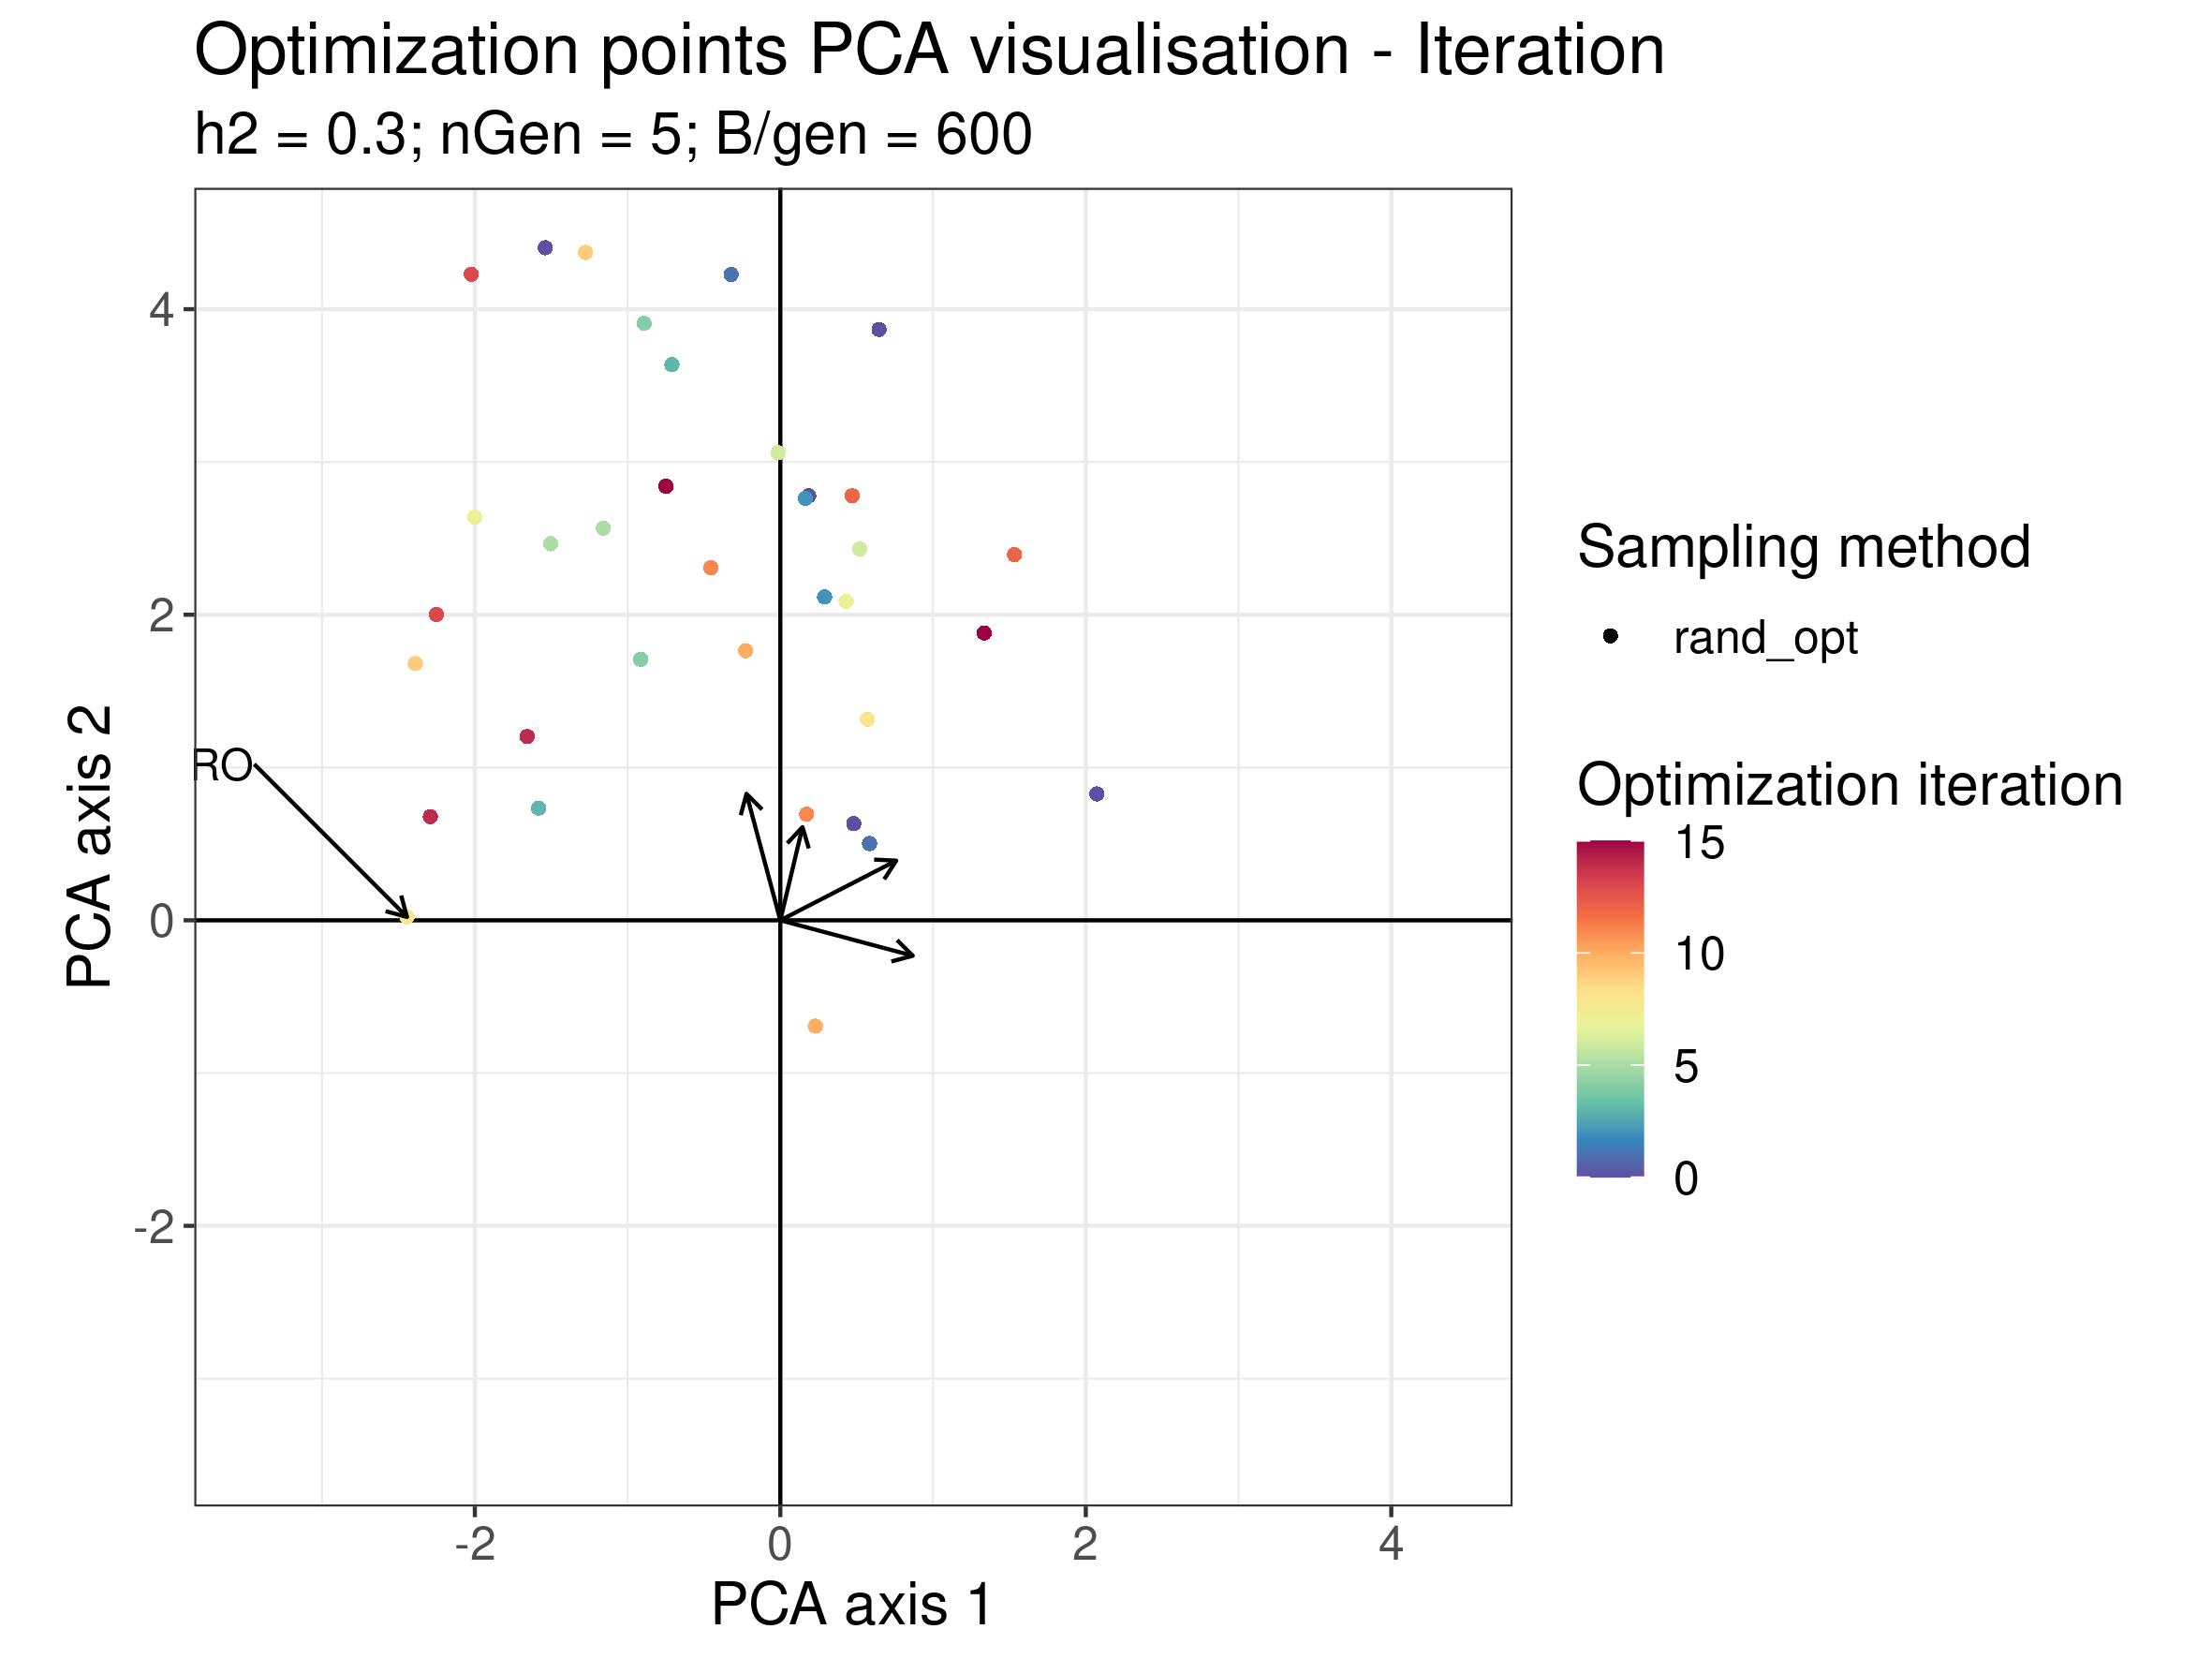 Optimization points PCA visualisation - Iteration
h2 = 0.3; nGen = 5; B/gen = 600
4
2
0
-2
PCA axis 2
RO
-2
0
2
4
PCA axis 1
Sampling method
rand_opt
Optimization iteration
15
10
5
0